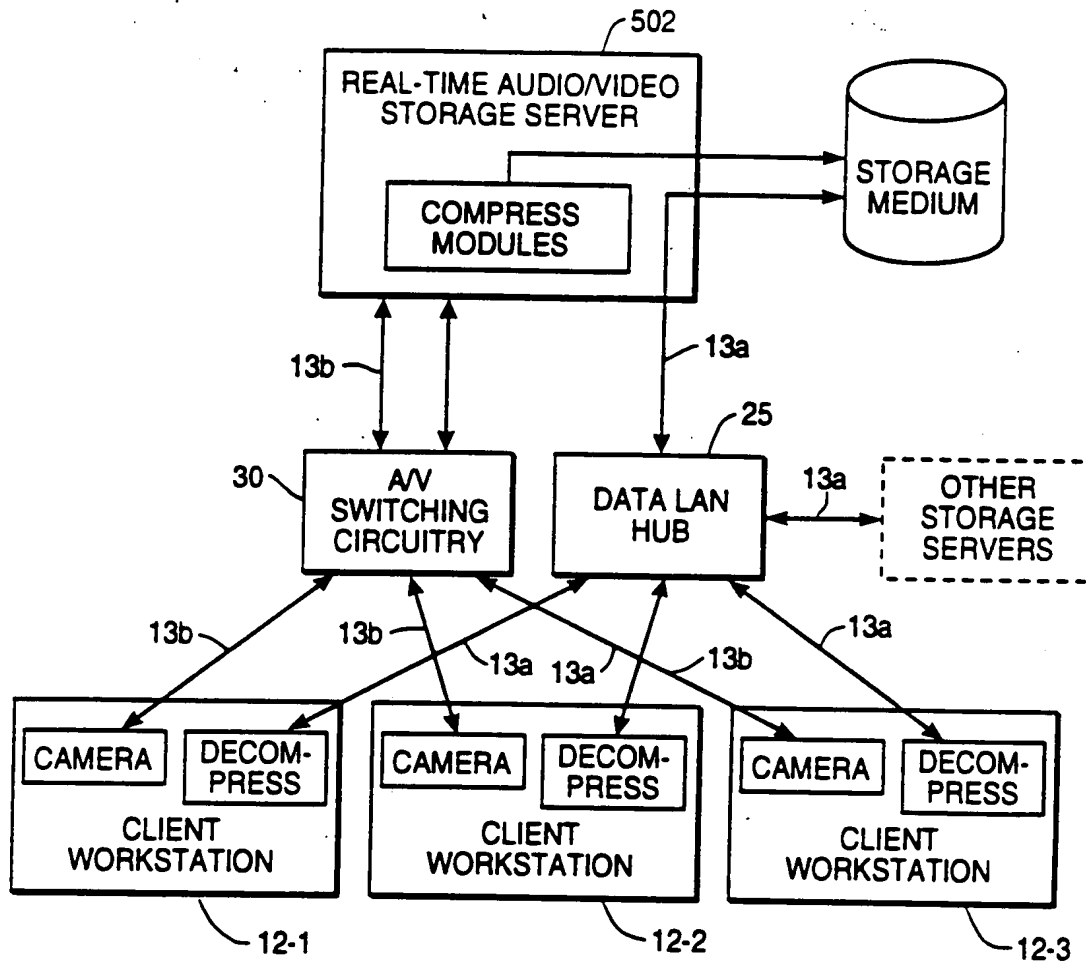 502
REAL-TIME AUDIO/VIDEO
STORAGE SERVER
COMPRESS
MODULES
STORAGE
MEDIUM
13b
13a
25
30
A/V
SWITCHING
CIRCUITRY
DATA LAN
HUB
13a
OTHER
STORAGE
SERVERS
13b
13b
13a
13a
13b
13a
CAMERA
DECOM-
PRESS
CLIENT
WORKSTATION
CAMERA
DECOM-
PRESS
CLIENT
WORKSTATION
CAMERA
DECOM-
PRESS
CLIENT
WORKSTATION
12-1
12-2
12-3